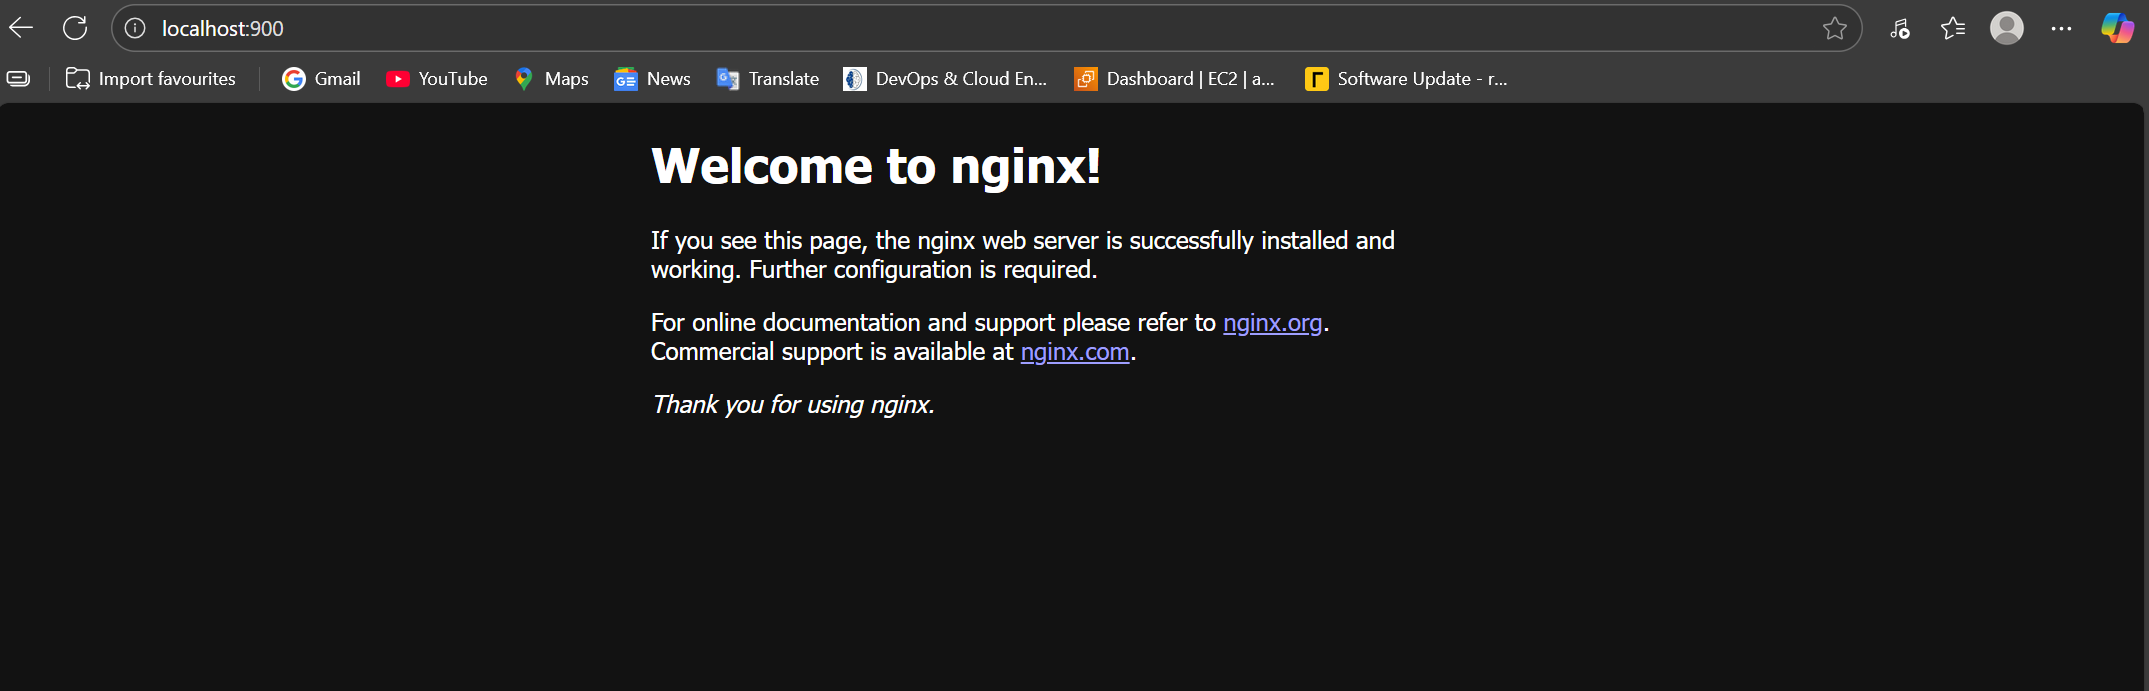 localhost:900
Import favourites
Gmail
YouTube
Maps
News
Translate
DevOps & Cloud En...
Dashboard | EC2 | a...
Software Update - r...
Welcome to nginx!
If you see this page, the nginx web server is successfully installed and
working. Further configuration is required.
For online documentation and support please refer to nginx.org.
Commercial support is available at nginx.com.
Thank you for using nginx.